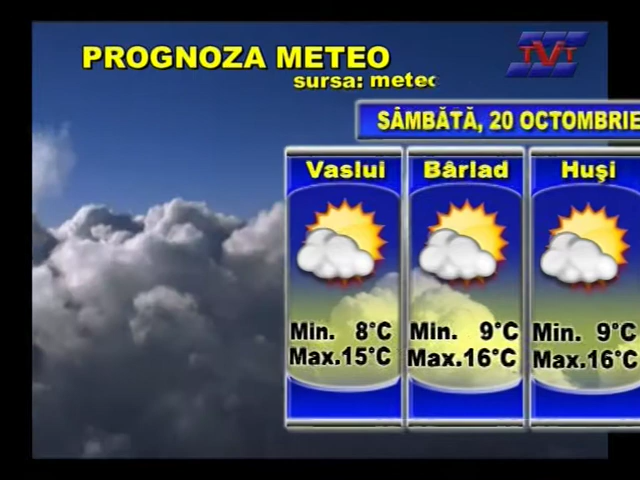 PROGNOZA METEO
TVT
sursa: meteo
SÂMBĂTĂ, 20 OCTOMBRIE
Vaslui
Min. 8°C
Max.15°C
Bârlad
Min. 9°C
Max.16°C
Huşi
Min. 9°C
Max.16°C